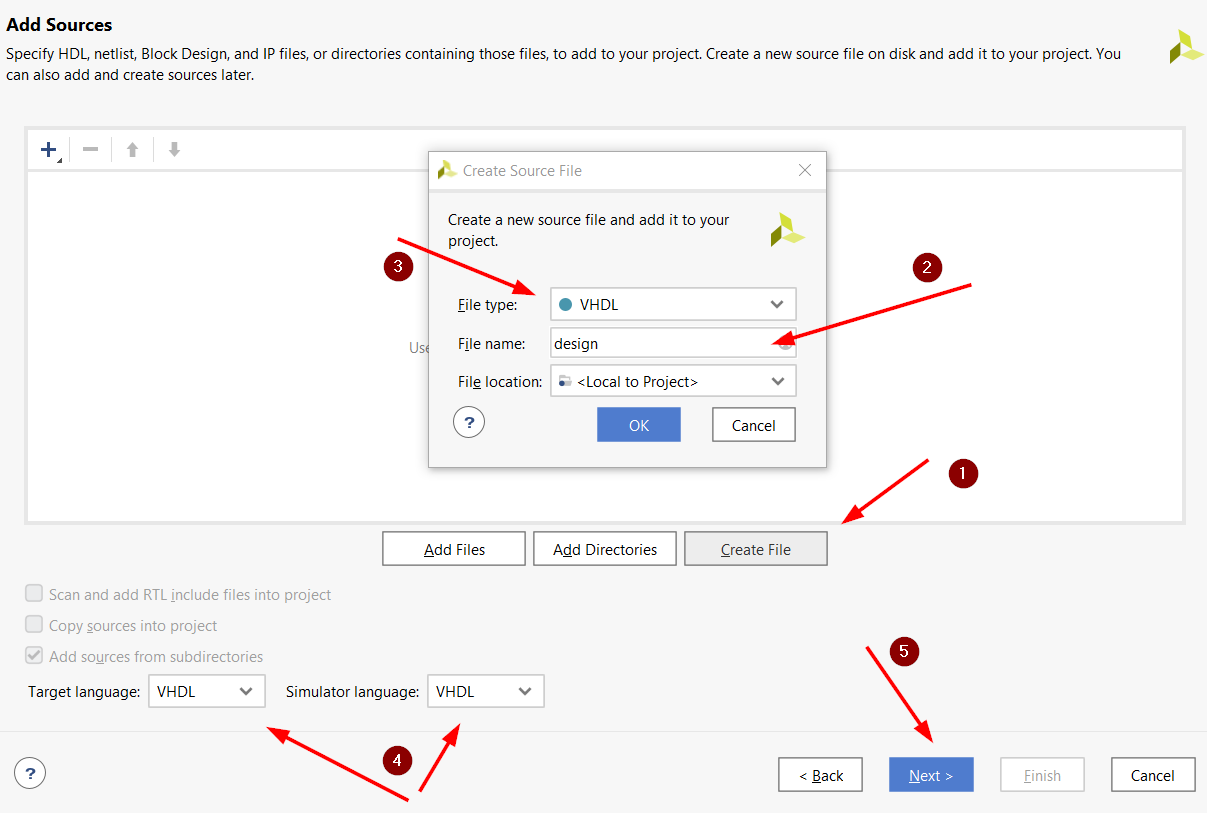 Add Sources
Specify HDL, netlist, Block Design, and IP files, or directories containing those files, to add to your project. Create a new source file on disk and add it to your project. You
can also add and create sources later.
Create Source File
Create a new source file and add it to your
project.
3
2
File type: VHDL
Use
File name: design
File location: <Local to Project>
? OK Cancel
1
Add Files Add Directories Create File
Scan and add RTL include files into project
Copy sources into project
Add sources from subdirectories
5
Target language: VHDL Simulator language: VHDL
4
? < Back Next > Finish Cancel